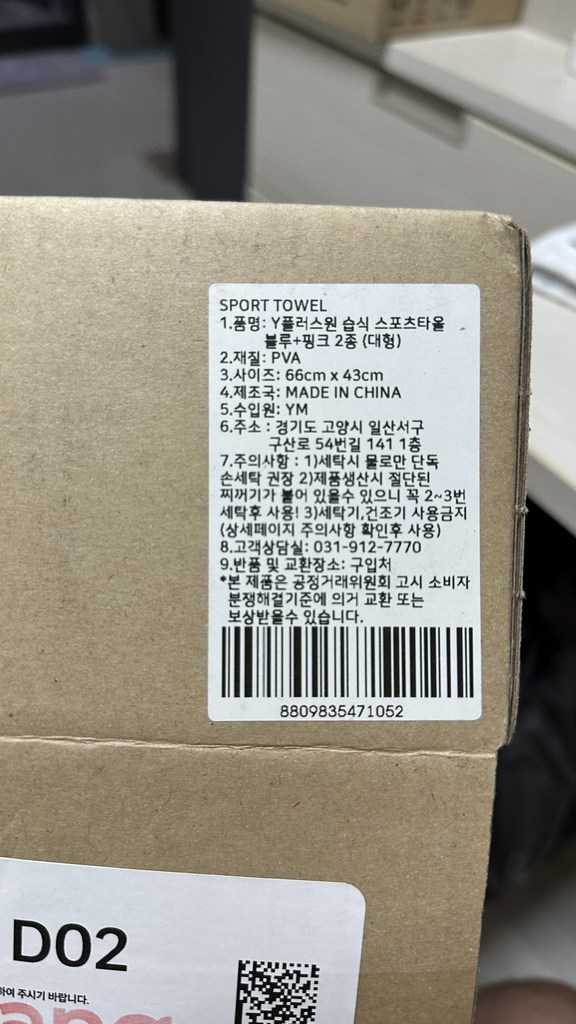 SPORT TOWEL
1.품명: Y플러스원 습식 스포츠타올
블루+핑크 2종 (대형)
2.재질: PVA
3.사이즈: 66cm x 43cm
4.제조국: MADE IN CHINA
5.수입원: YM
6.주소 : 경기도 고양시 일산서구
구산로 54번길 141 1층
7.주의사항 : 1)세탁시 물로만 단독
손세탁 권장 2)제품생산시 절단된
찌꺼기가 붙어 있을수 있으니 꼭 2~3번
세탁후 사용! 3)세탁기,건조기 사용금지
(상세페이지 주의사항 확인후 사용)
8.고객상담실: 031-912-7770
9.반품 및 교환장소: 구입처
*본 제품은 공정거래위원회 고시 소비자
분쟁해결기준에 의거 교환 또는
보상받을수 있습니다.
8809835471052
D02
하여 주시기 바랍니다.